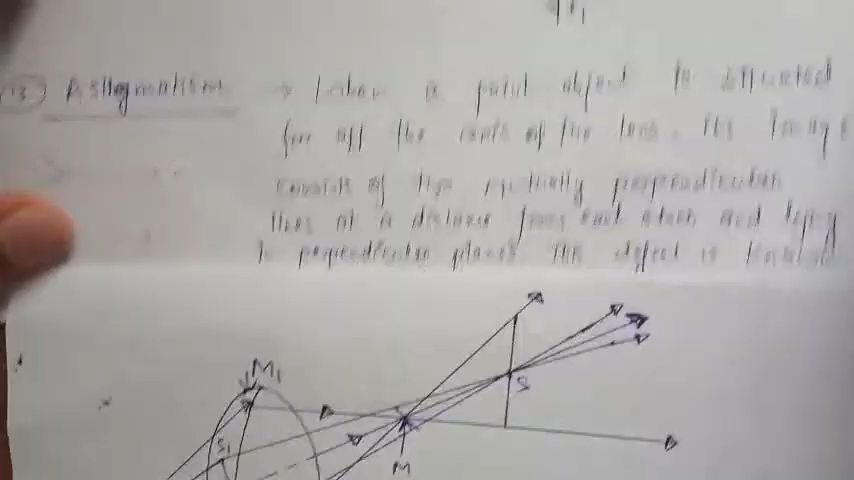 13 Astigmatism → When a point object is situated
far off the axis of the lens. Its image
consists of two mutually perpendicular
lines at a distance from each other and lying
in perpendicular planes. This defect is
M1
S1
S
M